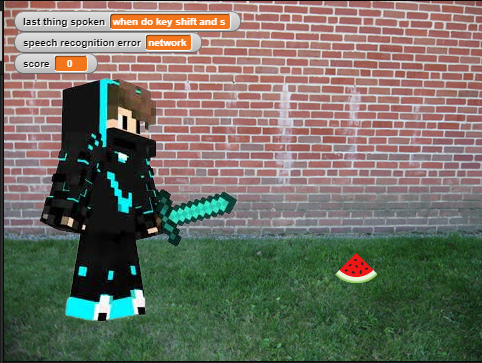 last thing spoken when do key shift and s
speech recognition error network
score 0